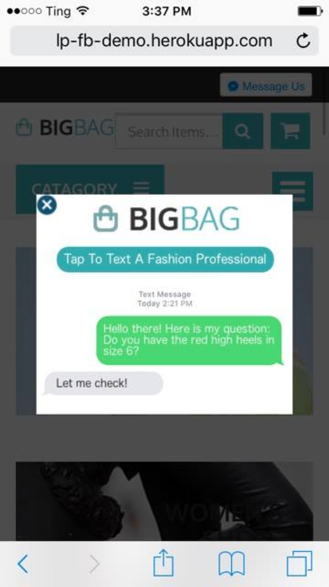 Ting 3:37 PM
lp-fb-demo.herokuapp.com
Message Us
BIGBAG
Search Items...
CATAGORY
BIGBAG
Tap To Text A Fashion Professional
Text Message
Today 2:21 PM
Hello there! Here is my question:
Do you have the red high heels in
size 6?
Let me check!